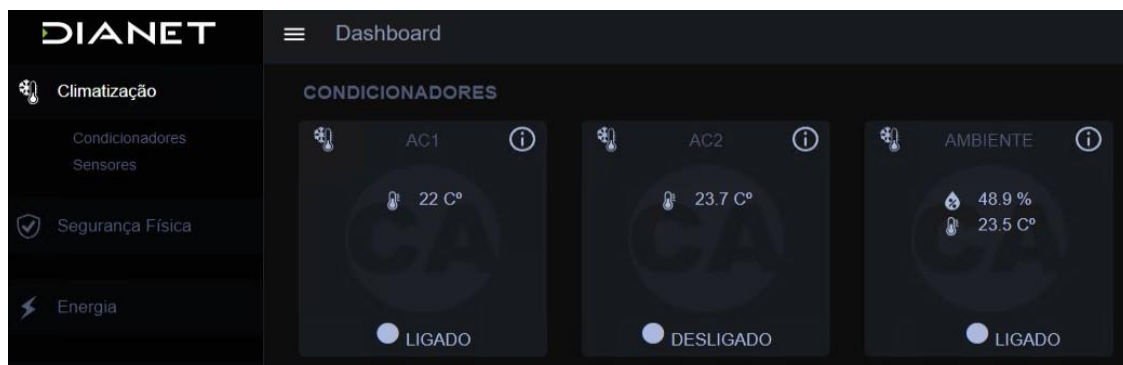 DIANET
Dashboard
Climatização
Condicionadores
Sensores
Segurança Física
Energia
CONDICIONADORES
AC1
22 Cº
LIGADO
AC2
23.7 Cº
DESLIGADO
AMBIENTE
48.9 %
23.5 Cº
LIGADO